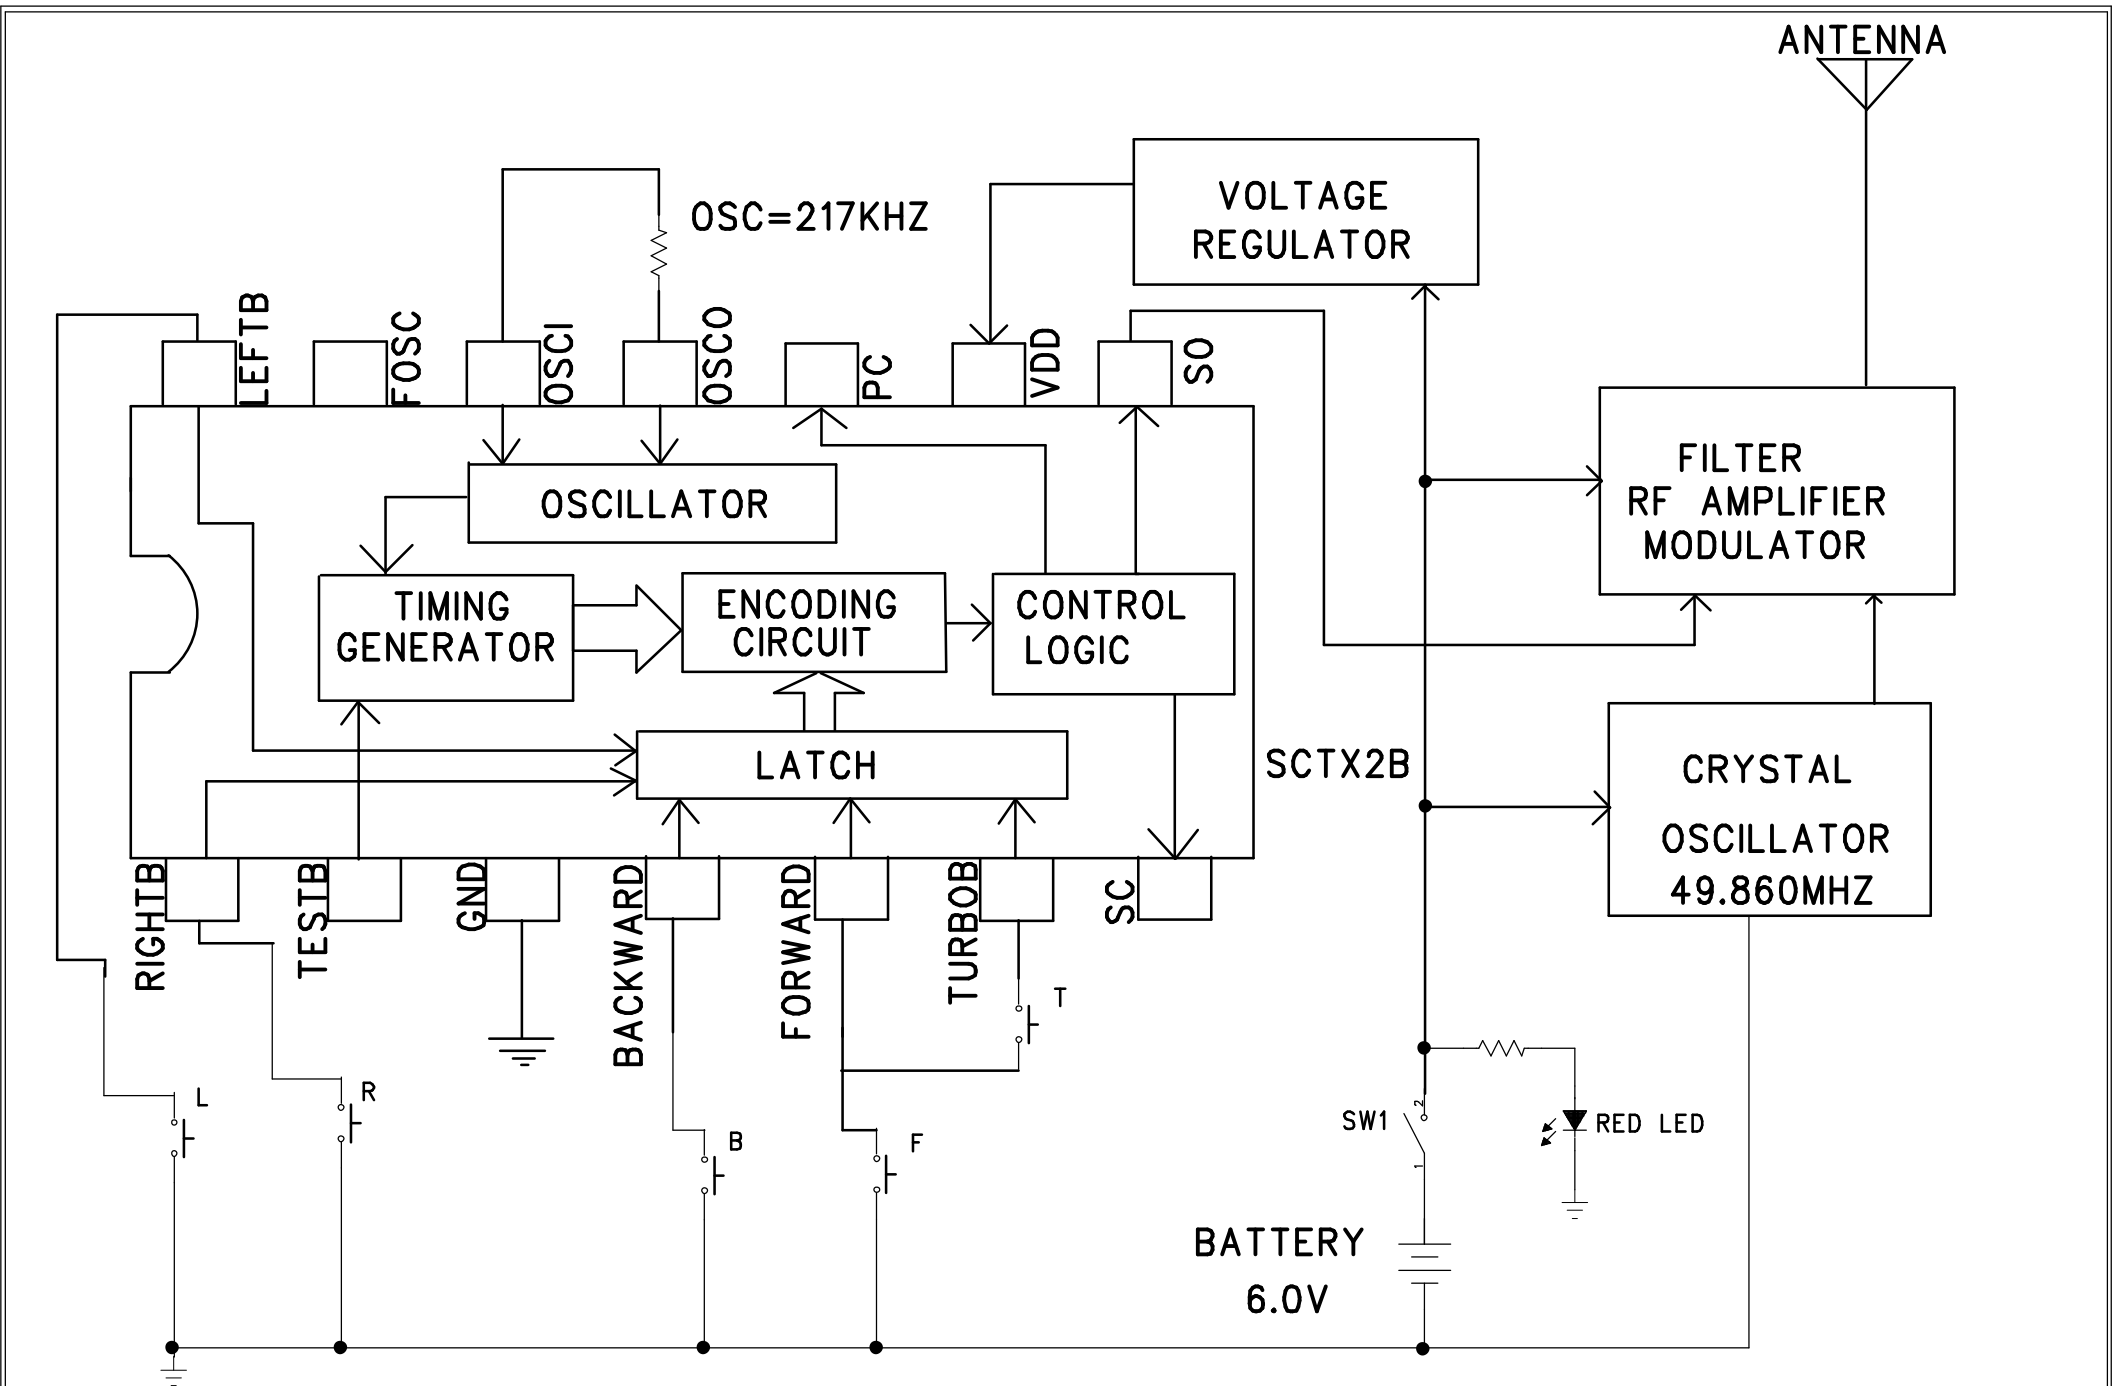 ANTENNA
VOLTAGE
REGULATOR
OSC=217KHZ
LEFTB
FOSC
OSCI
OSCO
PC
VDD
SO
FILTER
RF AMPLIFIER
MODULATOR
OSCILLATOR
TIMING
GENERATOR
ENCODING
CIRCUIT
CONTROL
LOGIC
LATCH
SCTX2B
CRYSTAL
OSCILLATOR
49.860MHZ
RIGHTB
TESTB
GND
BACKWARD
FORWARD
TURBOB
SC
T
L
R
B
F
SW1
2
1
RED LED
BATTERY
6.0V